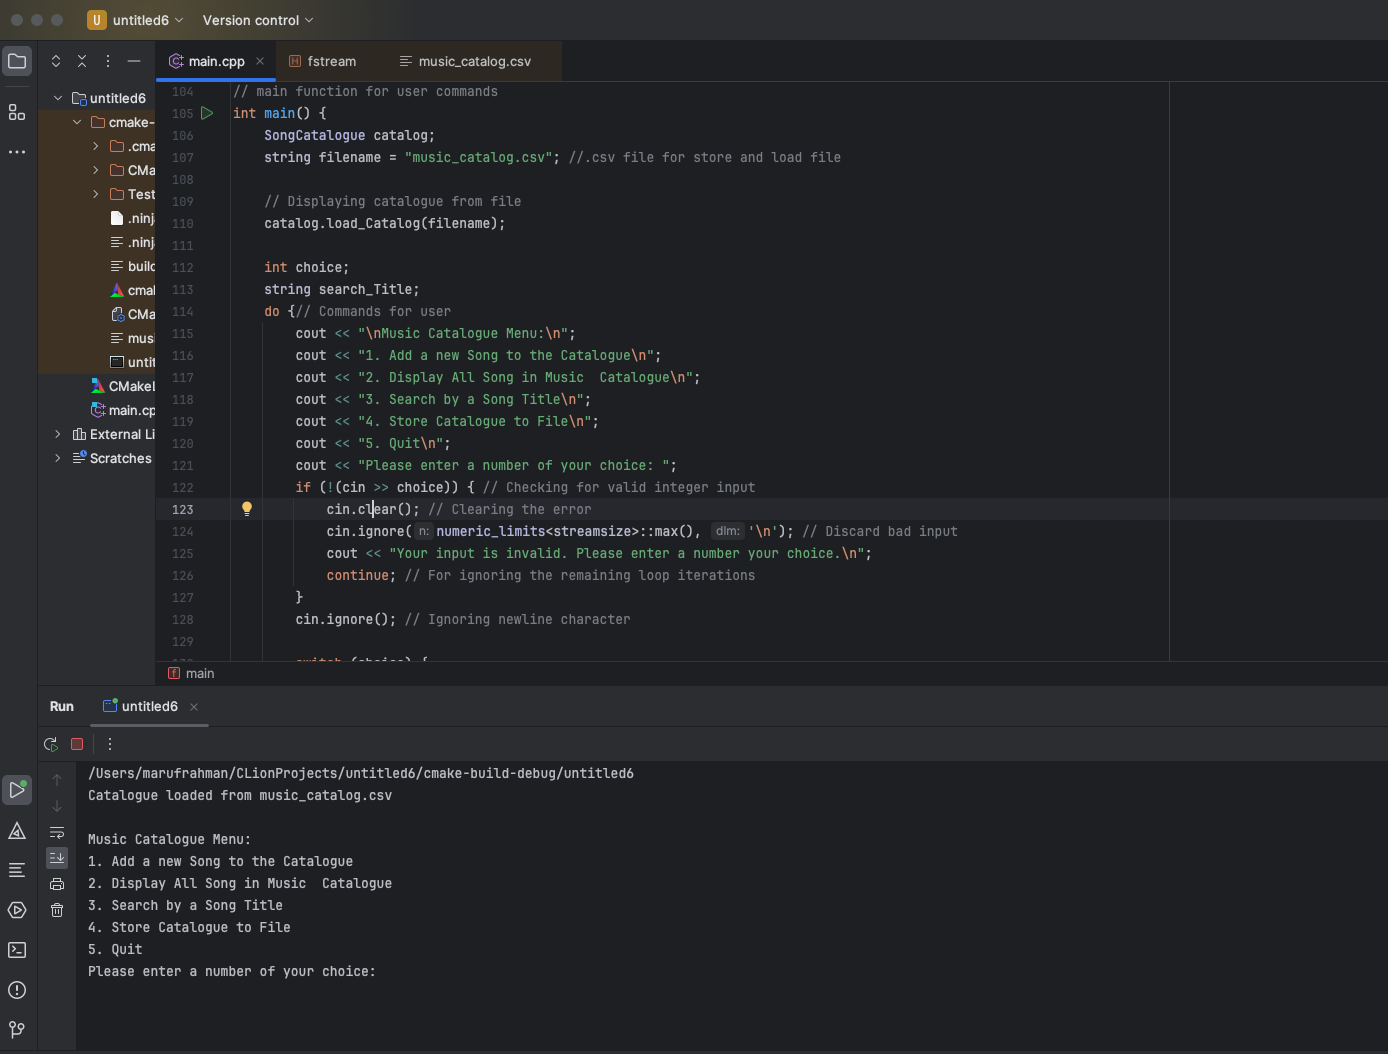 U untitled6 Version control
main.cpp fstream music_catalog.csv
untitled6
cmake-
.cma
CMa
Test
.ninj
.ninj
build
cmal
CMa
musi
untit
CMakeL
main.cp
External Li
Scratches
104 // main function for user commands
105 int main() {
106 SongCatalogue catalog;
107 string filename = "music_catalog.csv"; //.csv file for store and load file
108
109 // Displaying catalogue from file
110 catalog.load_Catalog(filename);
111
112 int choice;
113 string search_Title;
114 do {// Commands for user
115 cout << "\nMusic Catalogue Menu:\n";
116 cout << "1. Add a new Song to the Catalogue\n";
117 cout << "2. Display All Song in Music  Catalogue\n";
118 cout << "3. Search by a Song Title\n";
119 cout << "4. Store Catalogue to File\n";
120 cout << "5. Quit\n";
121 cout << "Please enter a number of your choice: ";
122 if (!(cin >> choice)) { // Checking for valid integer input
123 cin.clear(); // Clearing the error
124 cin.ignore( n: numeric_limits<streamsize>::max(), dlm: '\n'); // Discard bad input
125 cout << "Your input is invalid. Please enter a number your choice.\n";
126 continue; // For ignoring the remaining loop iterations
127 }
128 cin.ignore(); // Ignoring newline character
129
130 switch (choice) {
f main
Run untitled6
/Users/marufrahman/CLionProjects/untitled6/cmake-build-debug/untitled6
Catalogue loaded from music_catalog.csv
Music Catalogue Menu:
1. Add a new Song to the Catalogue
2. Display All Song in Music  Catalogue
3. Search by a Song Title
4. Store Catalogue to File
5. Quit
Please enter a number of your choice: